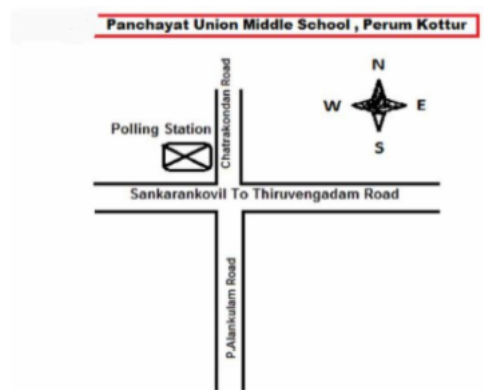 Panchayat Union Middle School , Perum Kottur
N
W E
S
Polling Station
Chatrakondan Road
Sankarankovil To Thiruvengadam Road
P.Alankulam Road